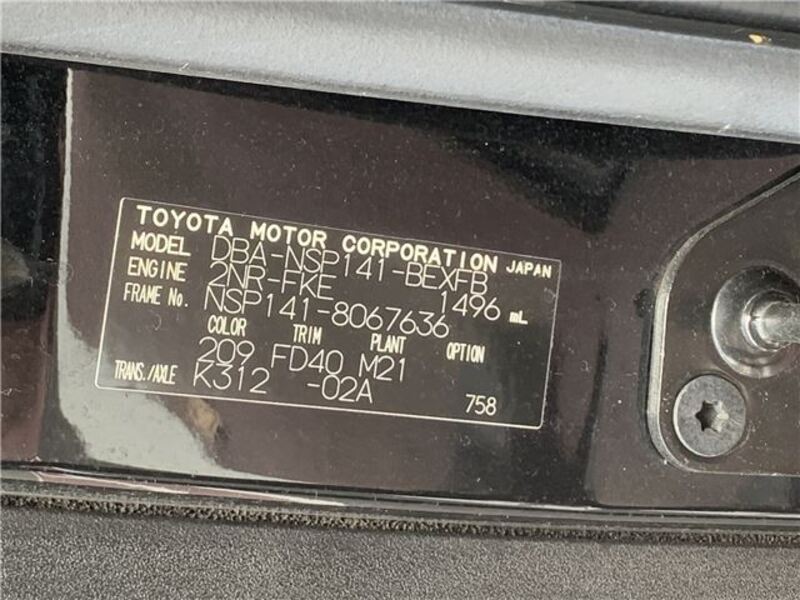 TOYOTA MOTOR CORPORATION JAPAN
MODEL DBA-NSP141-BEXFB
ENGINE 2NR-FKE 1496 mL
FRAME No. NSP141-8067636
COLOR TRIM PLANT OPTION
209 FD40 M21
TRANS./AXLE K312 -02A 758